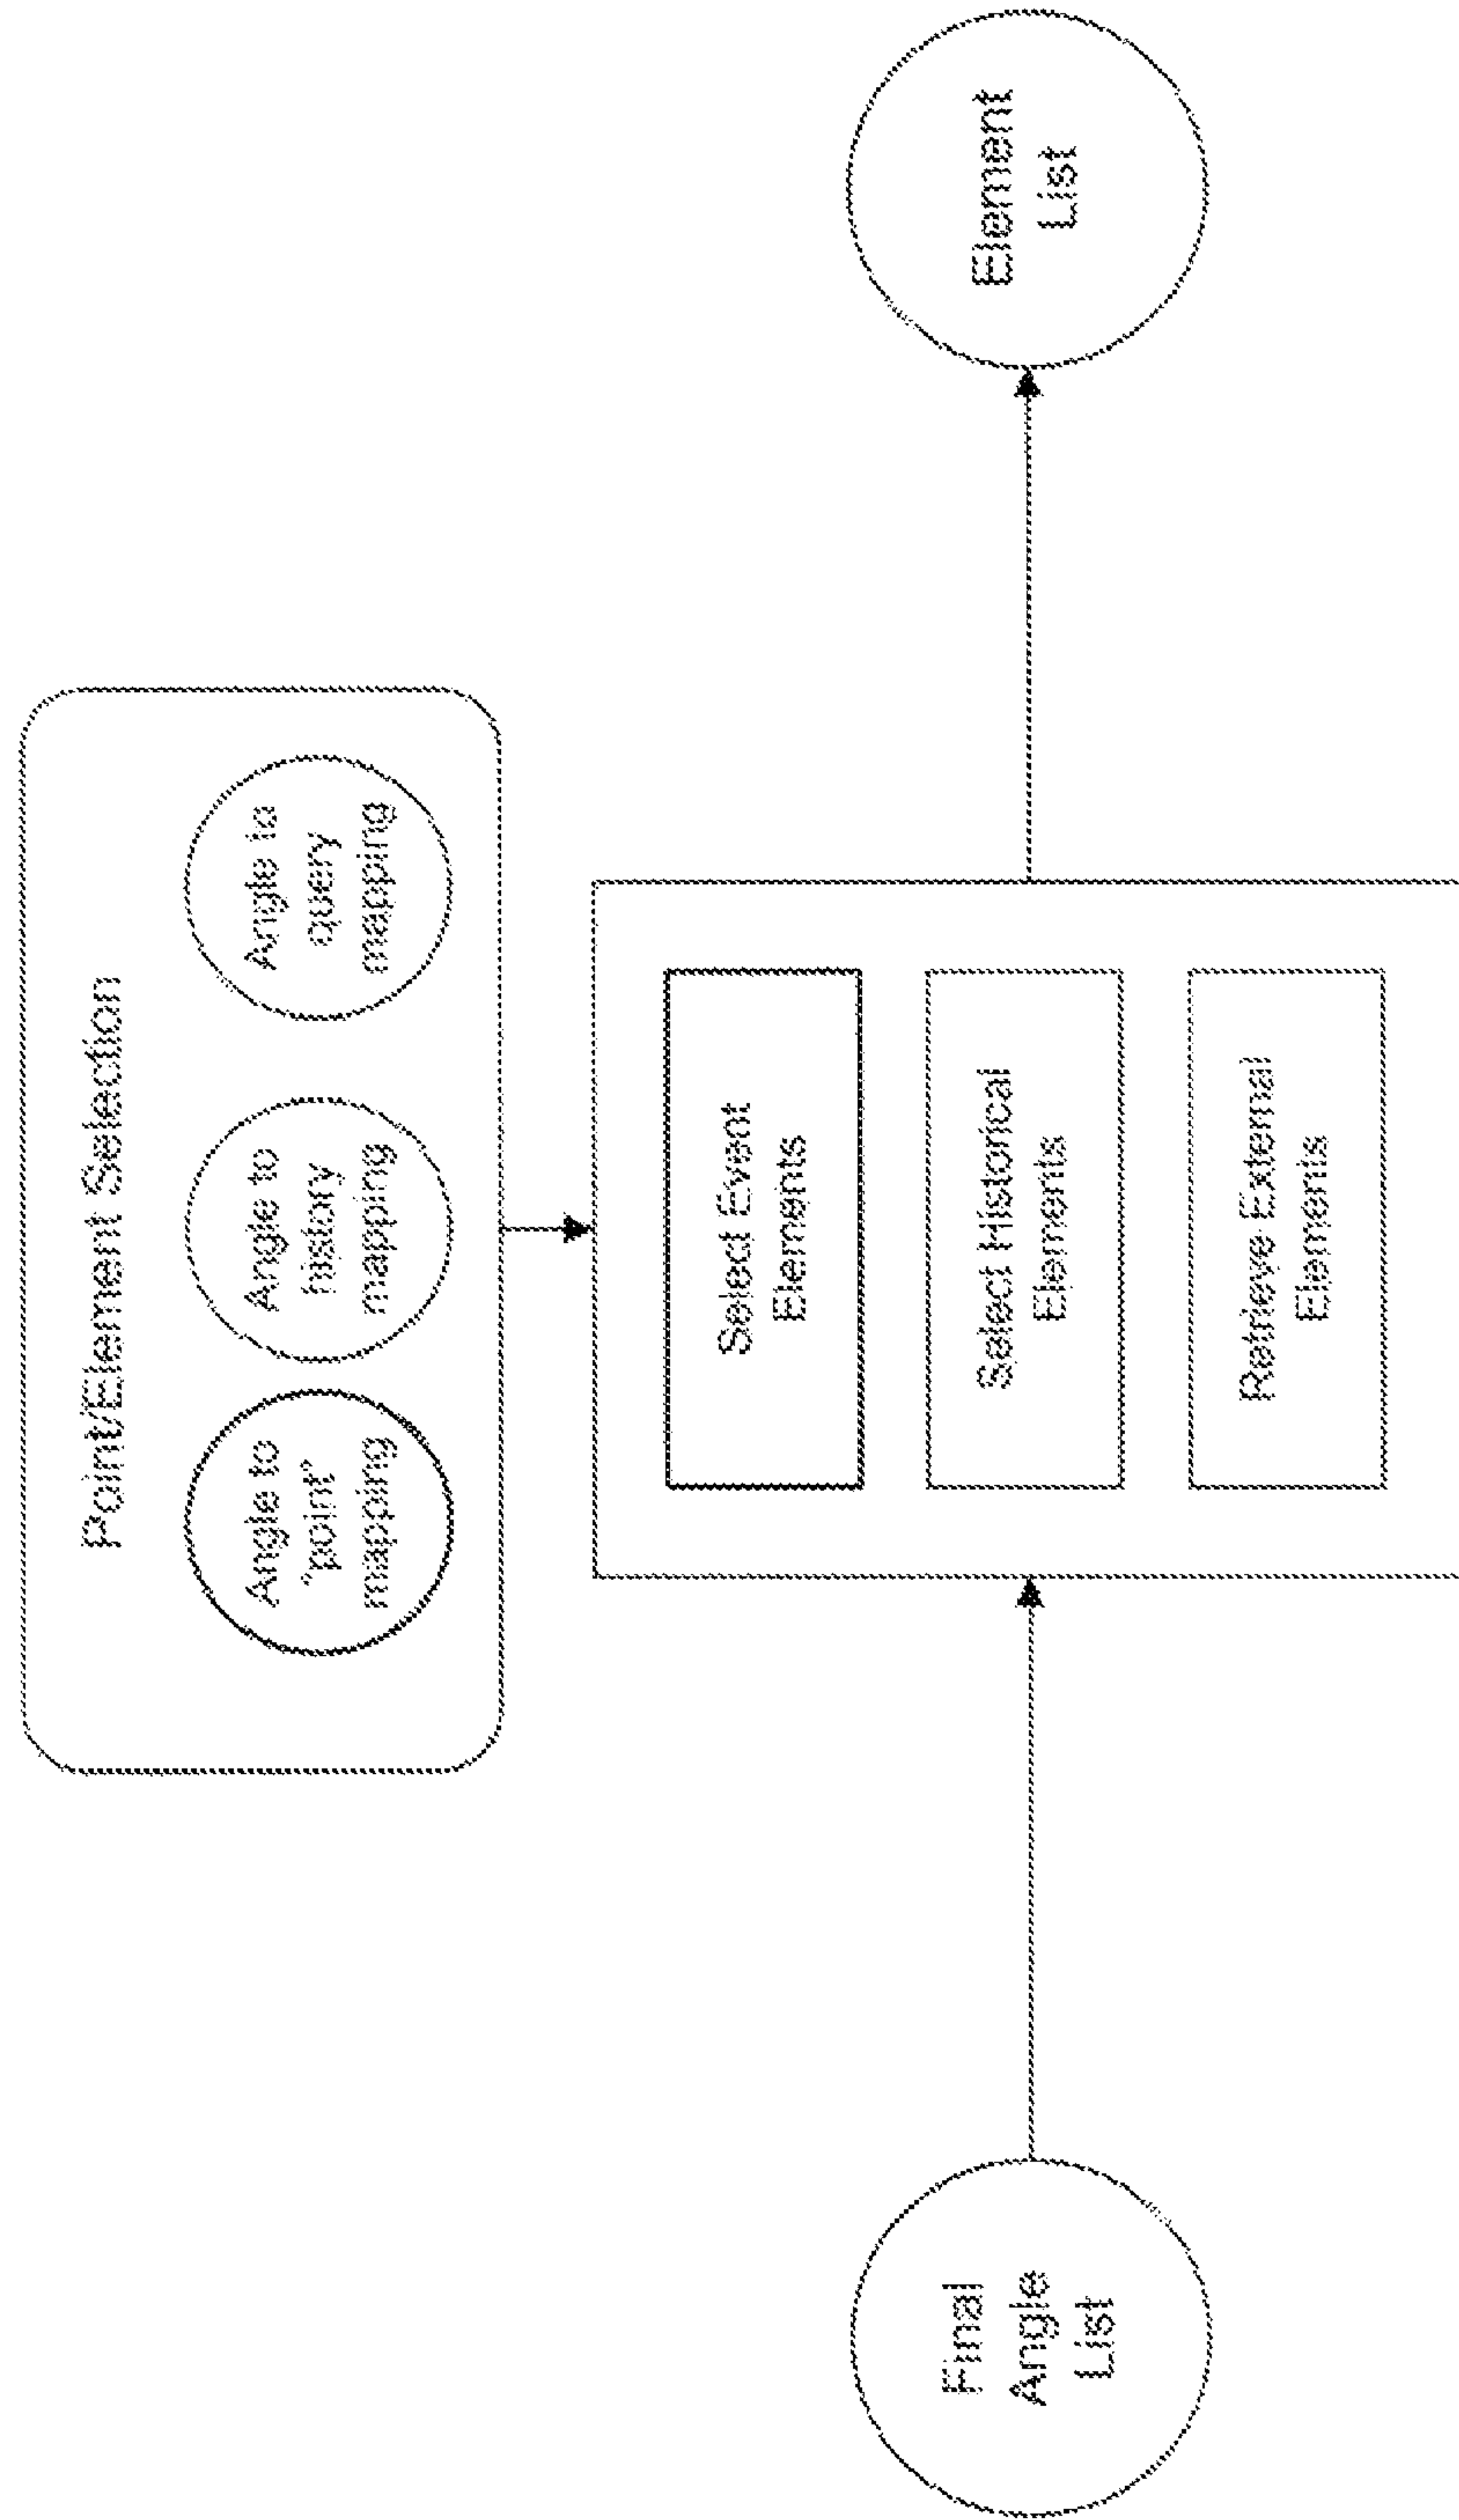 Point/Element Selection
Angle to
"point"
mapping
Angle to
history
mapping
Angle to
query
mapping
Select Event
Elements
Select Historical
Elements
Retrieve External
Elements
Final
Angle
List
Element
List